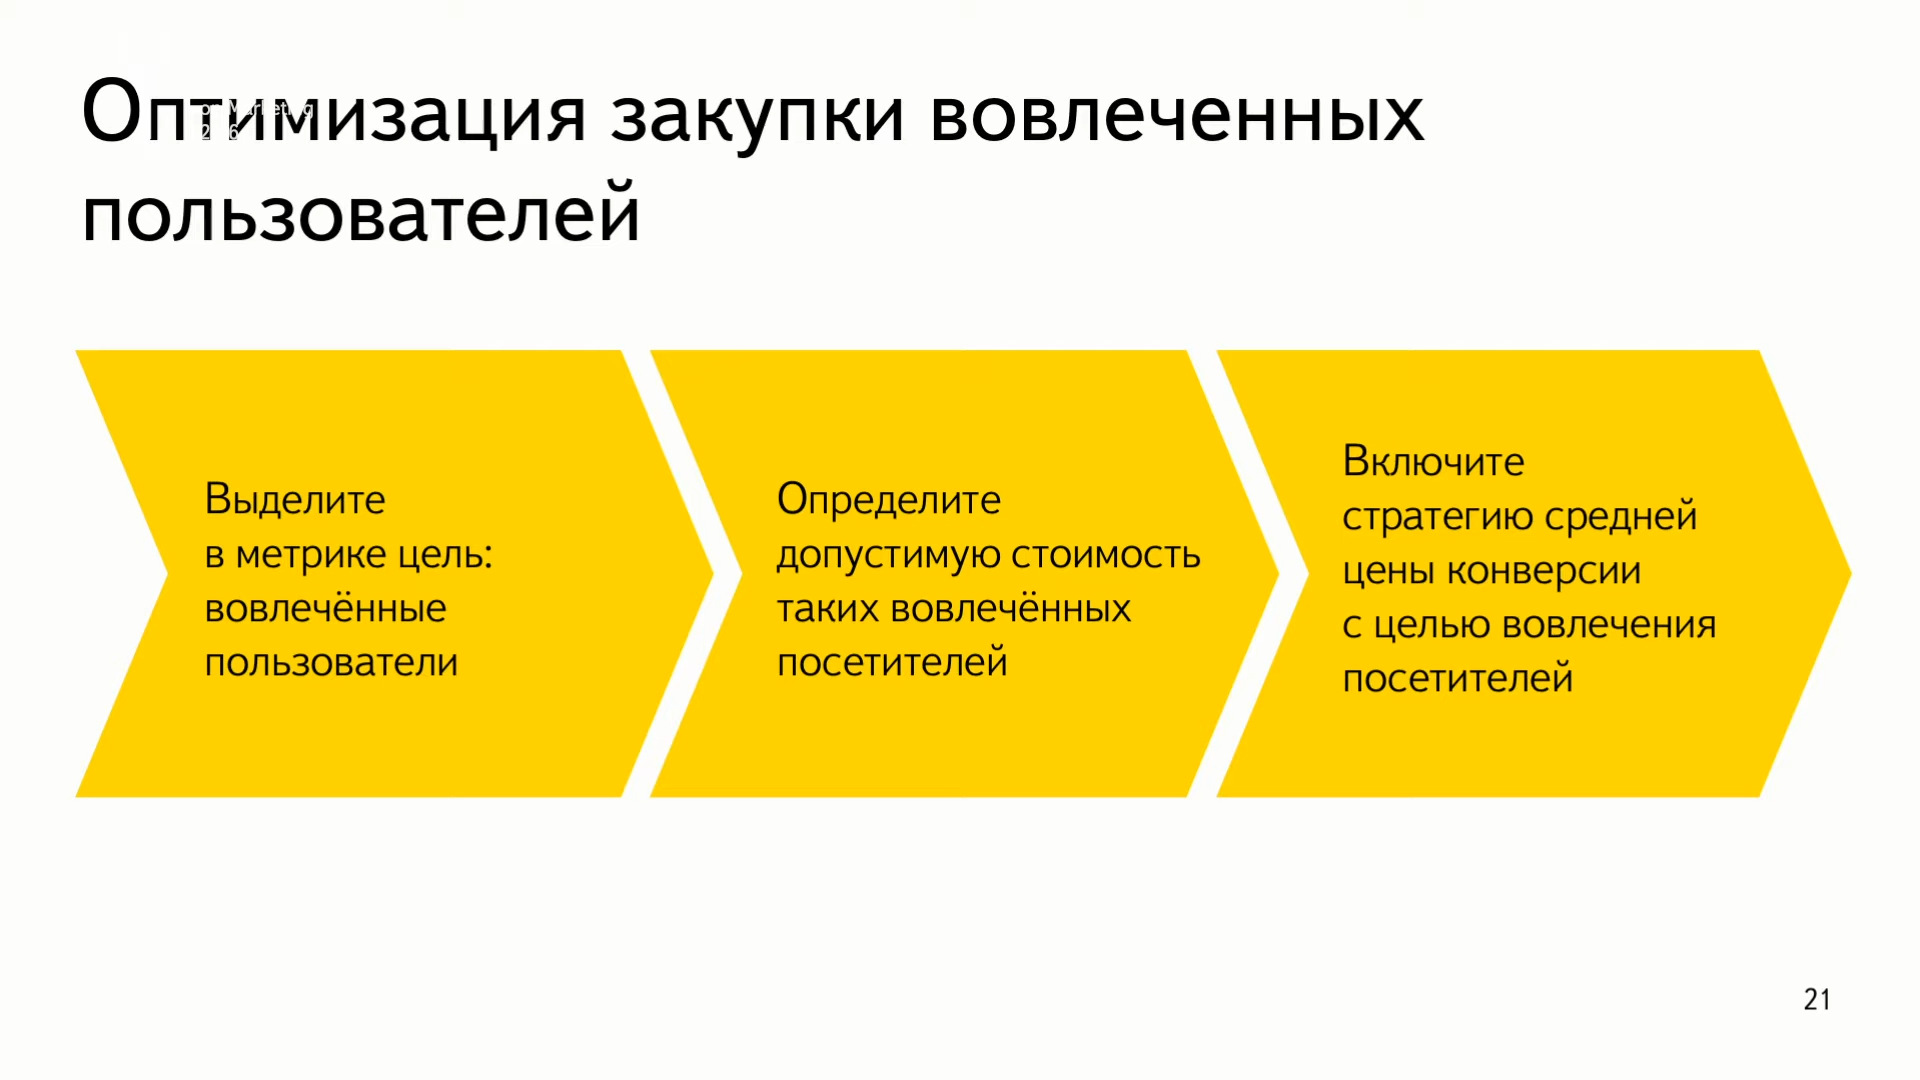 Оптимизация закупки вовлеченных
пользователей
Marketing
Выделите
в метрике цель:
вовлечённые
пользователи
Определите
допустимую стоимость
таких вовлечённых
посетителей
Включите
стратегию средней
цены конверсии
с целью вовлечения
посетителей
21